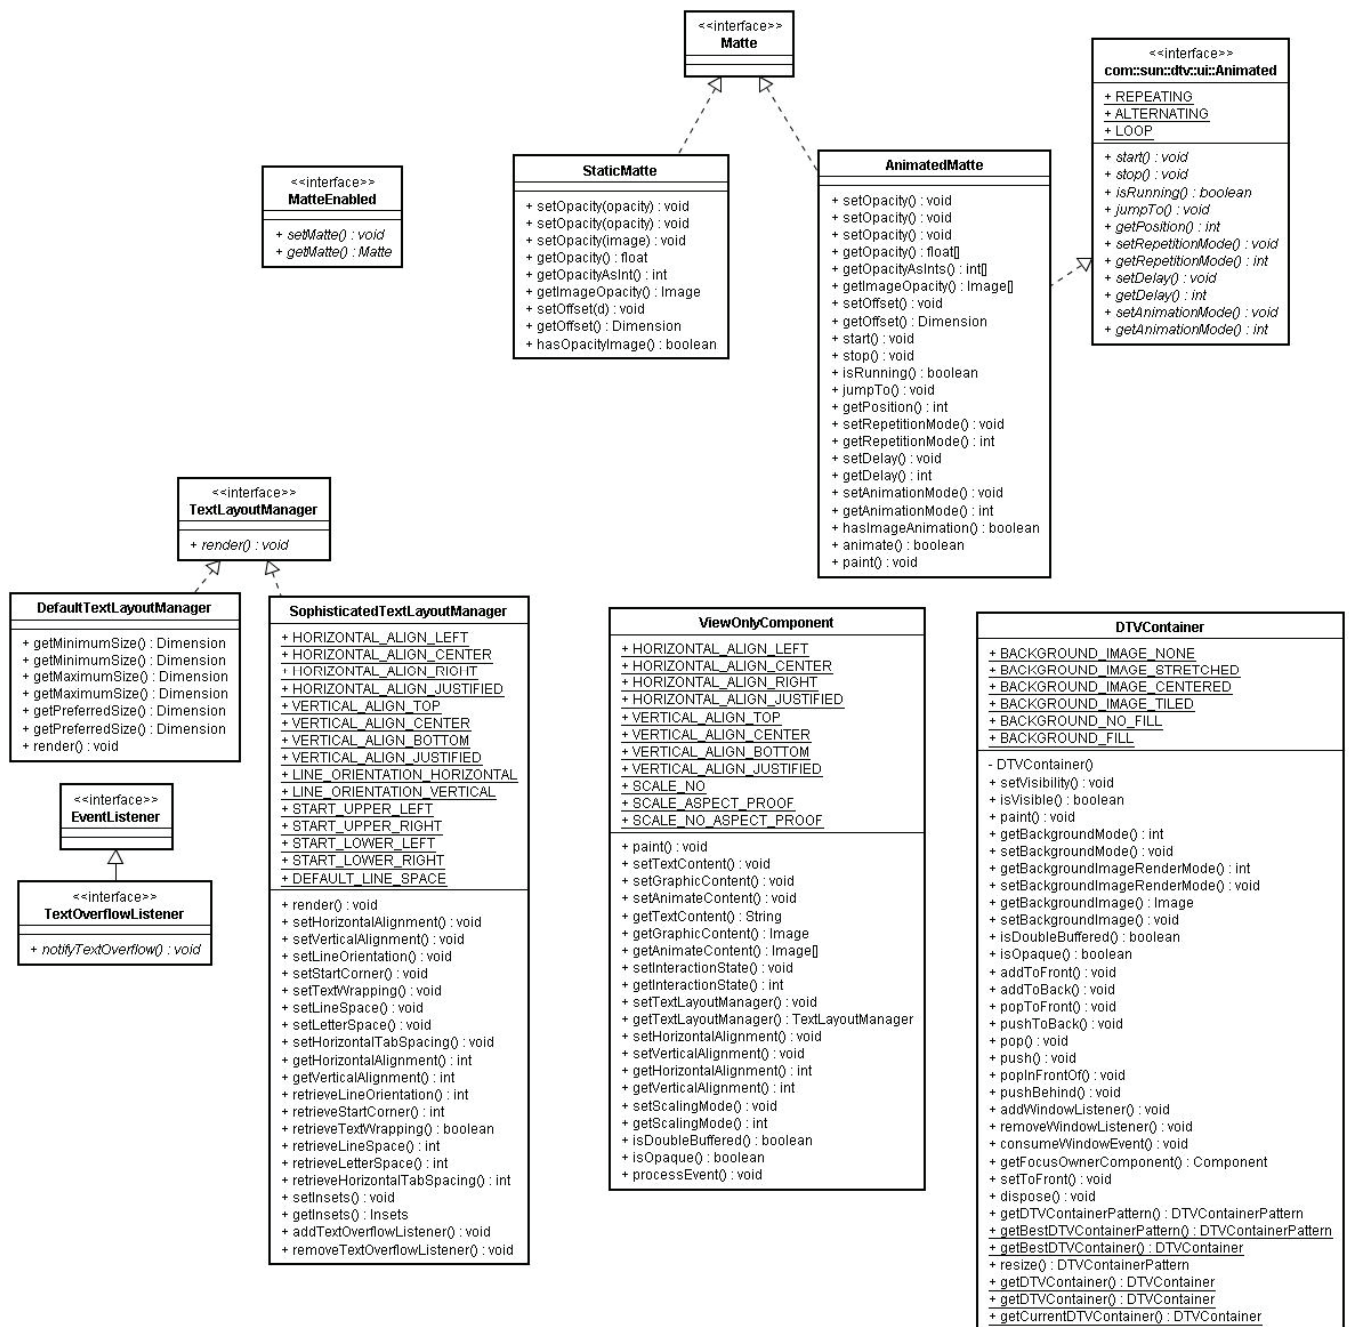 <<interface>>
Matte
<<interface>>
com::sun::dtv::ui::Animated
+ REPEATING
+ ALTERNATING
+ LOOP
+ start() : void
+ stop() : void
+ isRunning() : boolean
+ jumpTo() : void
+ getPosition() : int
+ setRepetitionMode() : void
+ getRepetitionMode() : int
+ setDelay() : void
+ getDelay() : int
+ setAnimationMode() : void
+ getAnimationMode() : int
<<interface>>
MatteEnabled
+ setMatte() : void
+ getMatte() : Matte
StaticMatte
+ setOpacity(opacity) : void
+ setOpacity(opacity) : void
+ setOpacity(image) : void
+ getOpacity() : float
+ getOpacityAsInt() : int
+ getImageOpacity() : Image
+ setOffset(d) : void
+ getOffset() : Dimension
+ hasOpacityImage() : boolean
AnimatedMatte
+ setOpacity() : void
+ setOpacity() : void
+ setOpacity() : void
+ getOpacity() : float[]
+ getOpacityAsInts() : int[]
+ getImageOpacity() : Image[]
+ setOffset() : void
+ getOffset() : Dimension
+ start() : void
+ stop() : void
+ isRunning() : boolean
+ jumpTo() : void
+ getPosition() : int
+ setRepetitionMode() : void
+ getRepetitionMode() : int
+ setDelay() : void
+ getDelay() : int
+ setAnimationMode() : void
+ getAnimationMode() : int
+ hasImageAnimation() : boolean
+ animate() : boolean
+ paint() : void
<<interface>>
TextLayoutManager
+ render() : void
DefaultTextLayoutManager
+ getMinimumSize() : Dimension
+ getMinimumSize() : Dimension
+ getMaximumSize() : Dimension
+ getMaximumSize() : Dimension
+ getPreferredSize() : Dimension
+ getPreferredSize() : Dimension
+ render() : void
<<interface>>
EventListener
<<interface>>
TextOverflowListener
+ notifyTextOverflow() : void
SophisticatedTextLayoutManager
+ HORIZONTAL_ALIGN_LEFT
+ HORIZONTAL_ALIGN_CENTER
+ HORIZONTAL_ALIGN_RIGHT
+ HORIZONTAL_ALIGN_JUSTIFIED
+ VERTICAL_ALIGN_TOP
+ VERTICAL_ALIGN_CENTER
+ VERTICAL_ALIGN_BOTTOM
+ VERTICAL_ALIGN_JUSTIFIED
+ LINE_ORIENTATION_HORIZONTAL
+ LINE_ORIENTATION_VERTICAL
+ START_UPPER_LEFT
+ START_UPPER_RIGHT
+ START_LOWER_LEFT
+ START_LOWER_RIGHT
+ DEFAULT_LINE_SPACE
+ render() : void
+ setHorizontalAlignment() : void
+ setVerticalAlignment() : void
+ setLineOrientation() : void
+ setStartCorner() : void
+ setTextWrapping() : void
+ setLineSpace() : void
+ setLetterSpace() : void
+ setHorizontalTabSpacing() : void
+ getHorizontalAlignment() : int
+ getVerticalAlignment() : int
+ retrieveLineOrientation() : int
+ retrieveStartCorner() : int
+ retrieveTextWrapping() : boolean
+ retrieveLineSpace() : int
+ retrieveLetterSpace() : int
+ retrieveHorizontalTabSpacing() : int
+ setInsets() : void
+ getInsets() : Insets
+ addTextOverflowListener() : void
+ removeTextOverflowListener() : void
ViewOnlyComponent
+ HORIZONTAL_ALIGN_LEFT
+ HORIZONTAL_ALIGN_CENTER
+ HORIZONTAL_ALIGN_RIGHT
+ HORIZONTAL_ALIGN_JUSTIFIED
+ VERTICAL_ALIGN_TOP
+ VERTICAL_ALIGN_CENTER
+ VERTICAL_ALIGN_BOTTOM
+ VERTICAL_ALIGN_JUSTIFIED
+ SCALE_NO
+ SCALE_ASPECT_PROOF
+ SCALE_NO_ASPECT_PROOF
+ paint() : void
+ setTextContent() : void
+ setGraphicContent() : void
+ setAnimateContent() : void
+ getTextContent() : String
+ getGraphicContent() : Image
+ getAnimateContent() : Image[]
+ setInteractionState() : void
+ getInteractionState() : int
+ setTextLayoutManager() : void
+ getTextLayoutManager() : TextLayoutManager
+ setHorizontalAlignment() : void
+ setVerticalAlignment() : void
+ getHorizontalAlignment() : int
+ getVerticalAlignment() : int
+ setScalingMode() : void
+ getScalingMode() : int
+ isDoubleBuffered() : boolean
+ isOpaque() : boolean
+ processEvent() : void
DTVContainer
+ BACKGROUND_IMAGE_NONE
+ BACKGROUND_IMAGE_STRETCHED
+ BACKGROUND_IMAGE_CENTERED
+ BACKGROUND_IMAGE_TILED
+ BACKGROUND_NO_FILL
+ BACKGROUND_FILL
- DTVContainer()
+ setVisibility() : void
+ isVisible() : boolean
+ paint() : void
+ getBackgroundMode() : int
+ setBackgroundMode() : void
+ getBackgroundImageRenderMode() : int
+ setBackgroundImageRenderMode() : void
+ getBackgroundImage() : Image
+ setBackgroundImage() : void
+ isDoubleBuffered() : boolean
+ isOpaque() : boolean
+ addToFront() : void
+ addToBack() : void
+ popToFront() : void
+ pushToBack() : void
+ pop() : void
+ push() : void
+ popInFrontOf() : void
+ pushBehind() : void
+ addWindowListener() : void
+ removeWindowListener() : void
+ consumeWindowEvent() : void
+ getFocusOwnerComponent() : Component
+ setToFront() : void
+ dispose() : void
+ getDTVContainerPattern() : DTVContainerPattern
+ getBestDTVContainerPattern() : DTVContainerPattern
+ getBestDTVContainer() : DTVContainer
+ resize() : DTVContainerPattern
+ getDTVContainer() : DTVContainer
+ getDTVContainer() : DTVContainer
+ getCurrentDTVContainer() : DTVContainer